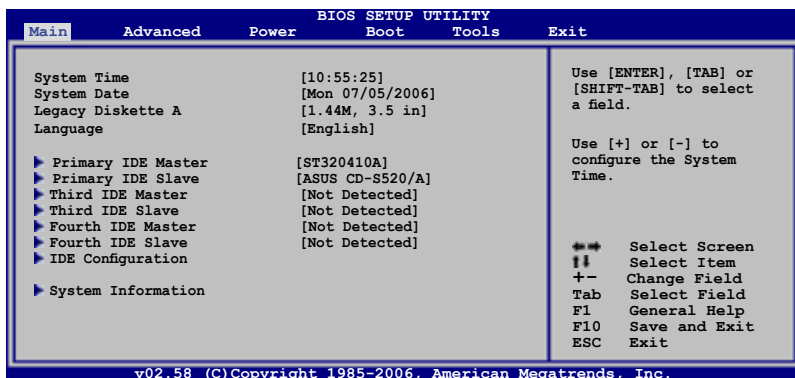 BIOS SETUP UTILITY
Main Advanced Power Boot Tools Exit
System Time [10:55:25]
System Date [Mon 07/05/2006]
Legacy Diskette A [1.44M, 3.5 in]
Language [English]
Primary IDE Master [ST320410A]
Primary IDE Slave [ASUS CD-S520/A]
Third IDE Master [Not Detected]
Third IDE Slave [Not Detected]
Fourth IDE Master [Not Detected]
Fourth IDE Slave [Not Detected]
IDE Configuration
System Information
Use [ENTER], [TAB] or
[SHIFT-TAB] to select
a field.
Use [+] or [-] to
configure the System
Time.
Select Screen
Select Item
+- Change Field
Tab Select Field
F1 General Help
F10 Save and Exit
ESC Exit
v02.58 (C)Copyright 1985-2006, American Megatrends, Inc.